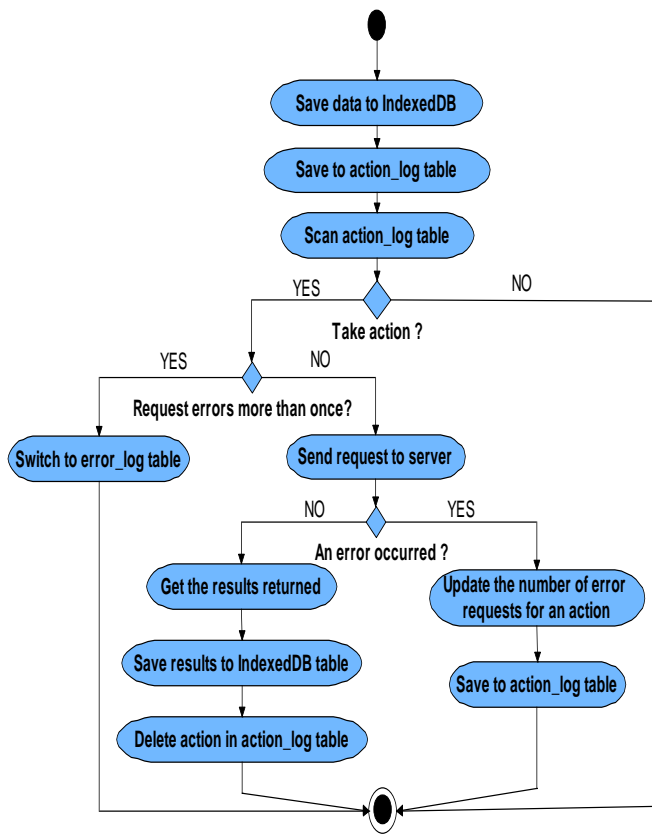 Save data to IndexedDB
Save to action_log table
Scan action_log table
YES
NO
Take action ?
YES
NO
Request errors more than once?
Switch to error_log table
Send request to server
NO
YES
An error occurred ?
Get the results returned
Update the number of error
requests for an action
Save results to IndexedDB table
Save to action_log table
Delete action in action_log table